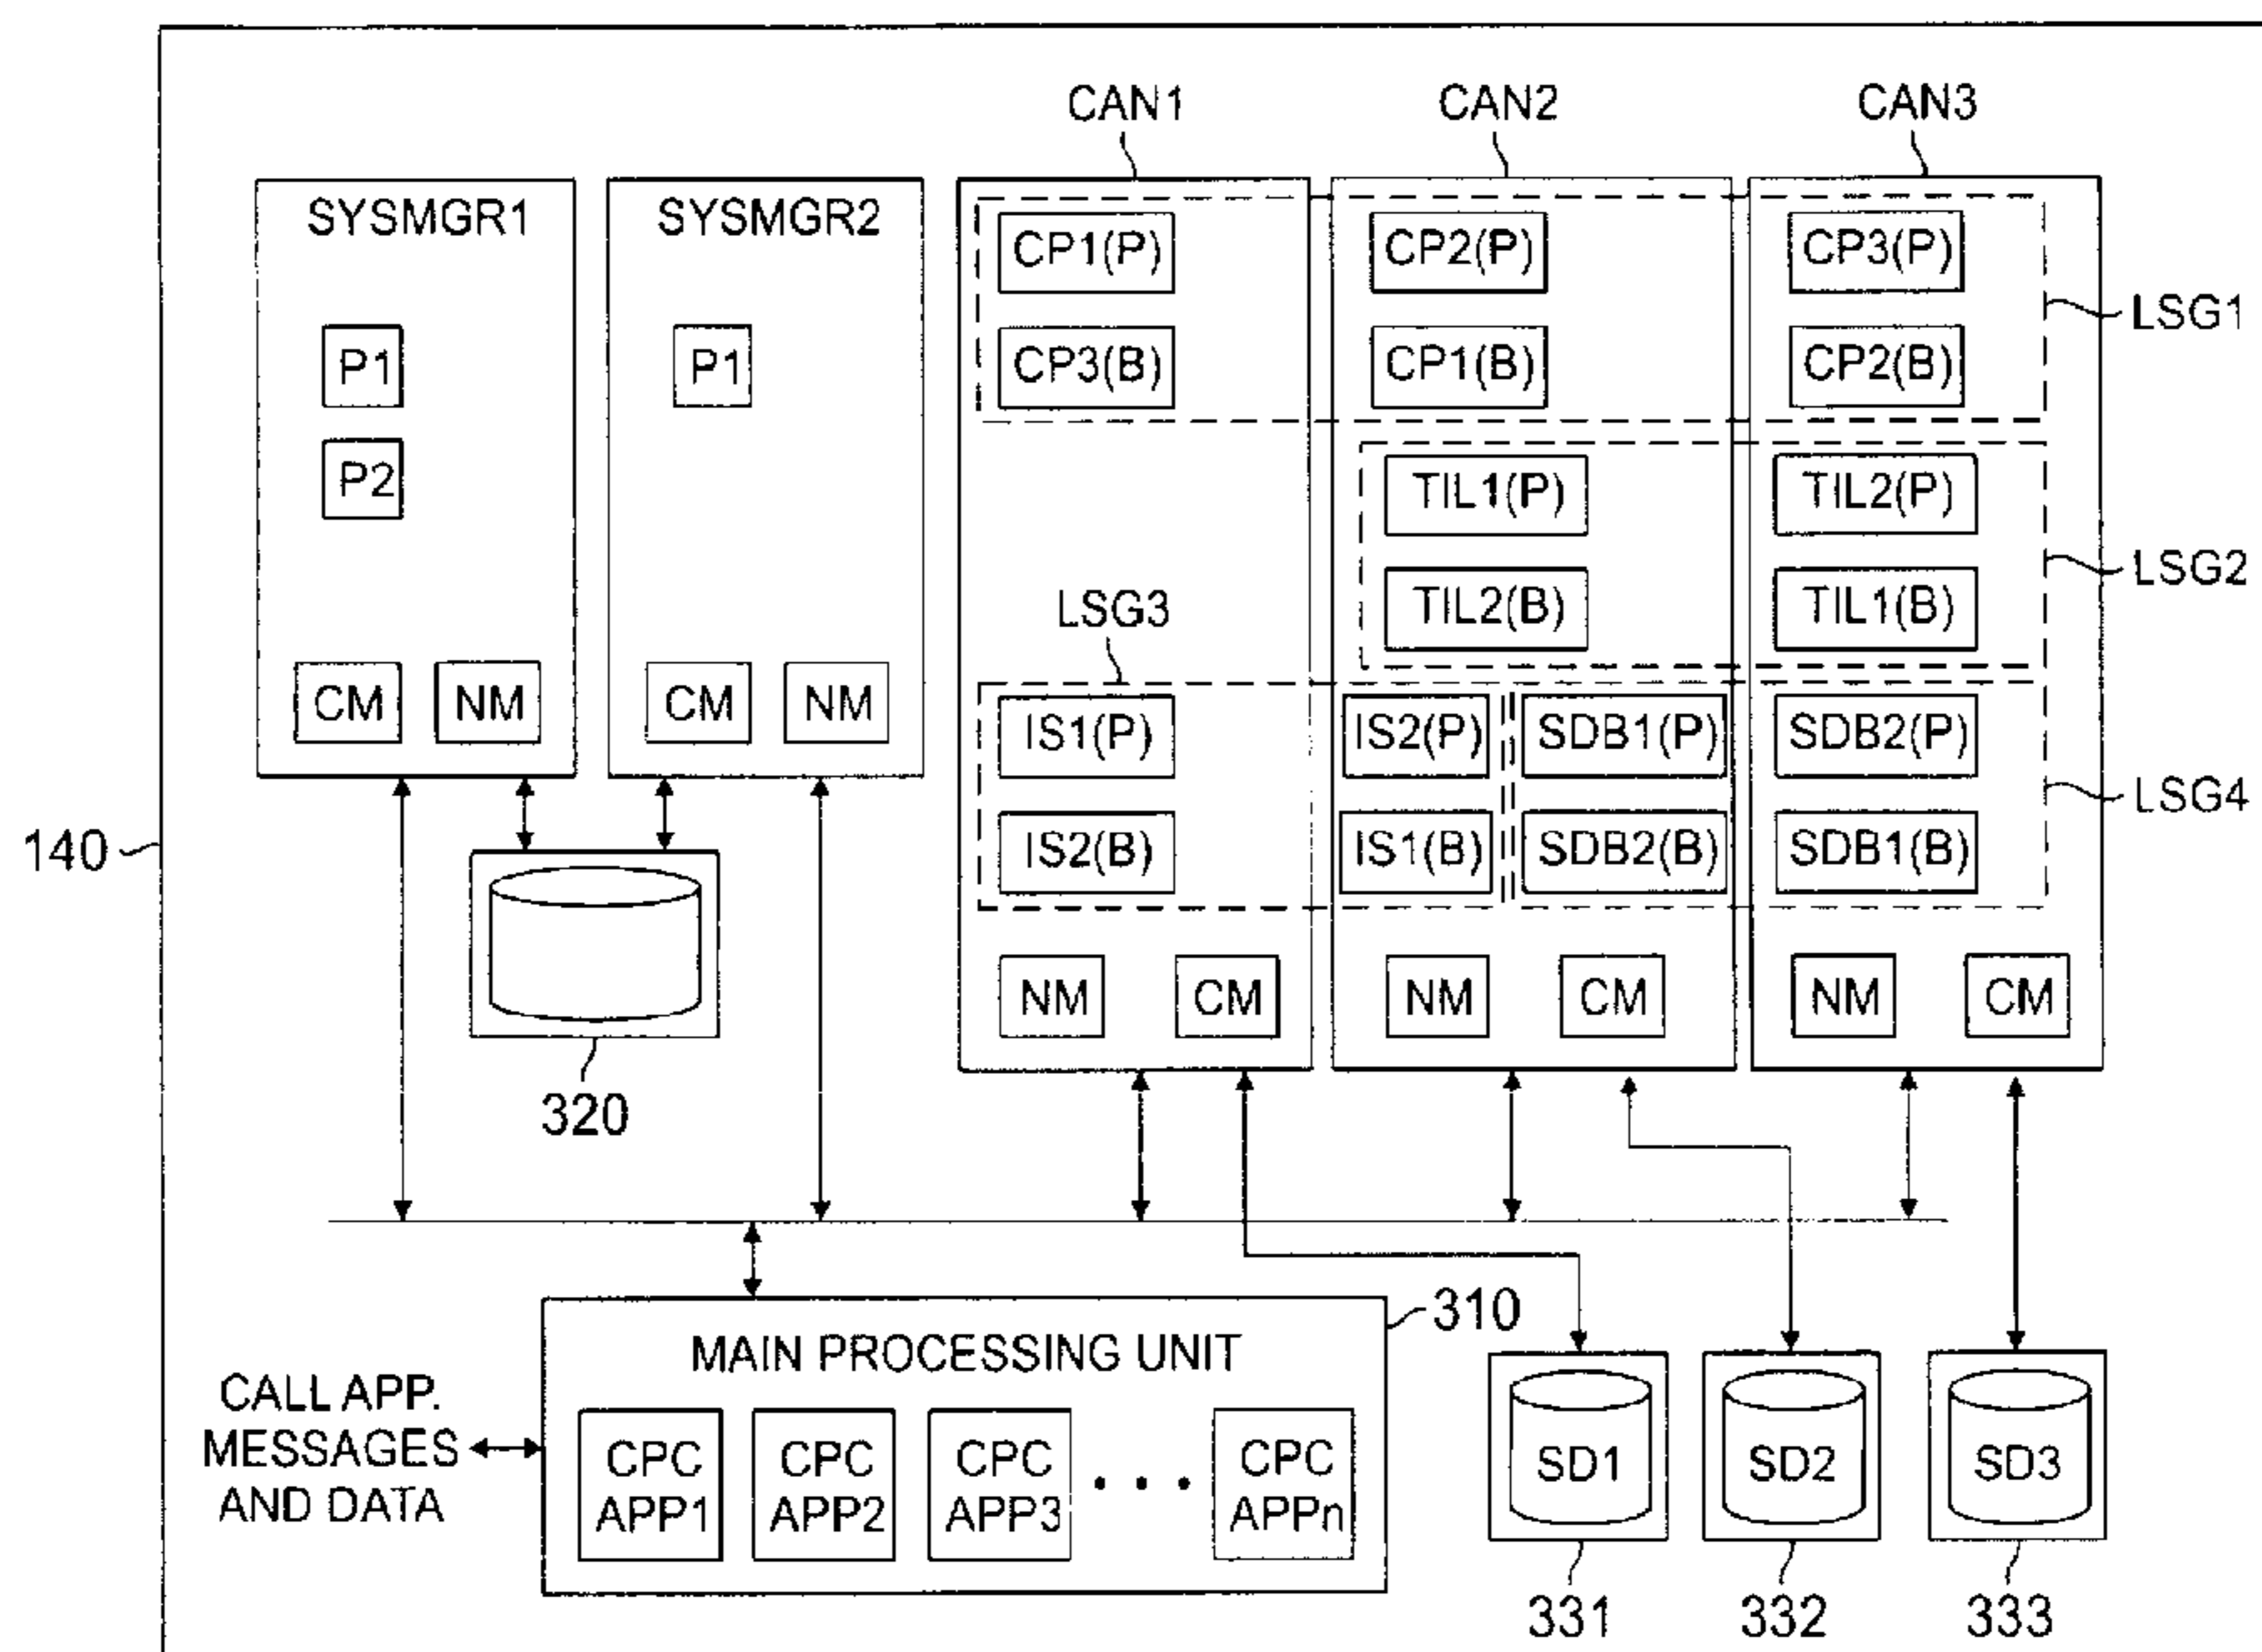 CAN1 CAN2 CAN3
SYSMGR1 SYSMGR2
CP1(P) CP2(P) CP3(P)
LSG1
P1 P1 CP3(B) CP1(B) CP2(B)
P2 TIL1(P) TIL2(P)
LSG2
LSG3 TIL2(B) TIL1(B)
CM NM CM NM IS1(P) IS2(P) SDB1(P) SDB2(P)
LSG4
140 IS2(B) IS1(B) SDB2(B) SDB1(B)
NM CM NM CM NM CM
320
310
MAIN PROCESSING UNIT
CALL APP.
MESSAGES
AND DATA
CPC
APP1
CPC
APP2
CPC
APP3
• • •
CPC
APPn
SD1 SD2 SD3
331 332 333